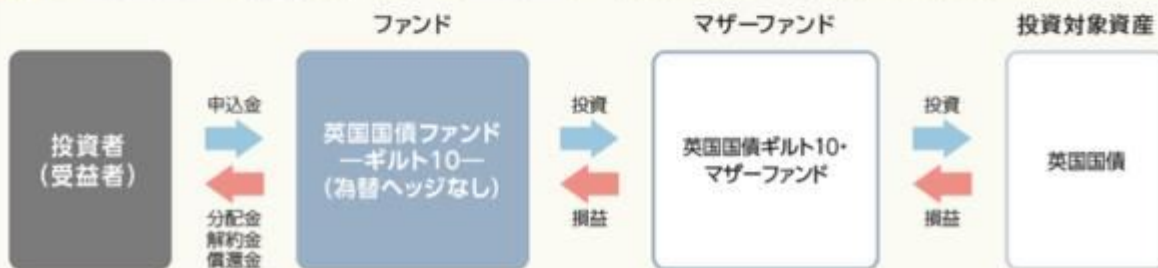 ファンド
マザーファンド
投資対象資産
投資者
(受益者)
申込金
分配金
解約金
償還金
英国国債ファンド
―ギルト10―
(為替ヘッジなし)
投資
損益
英国国債ギルト10・
マザーファンド
投資
損益
英国国債